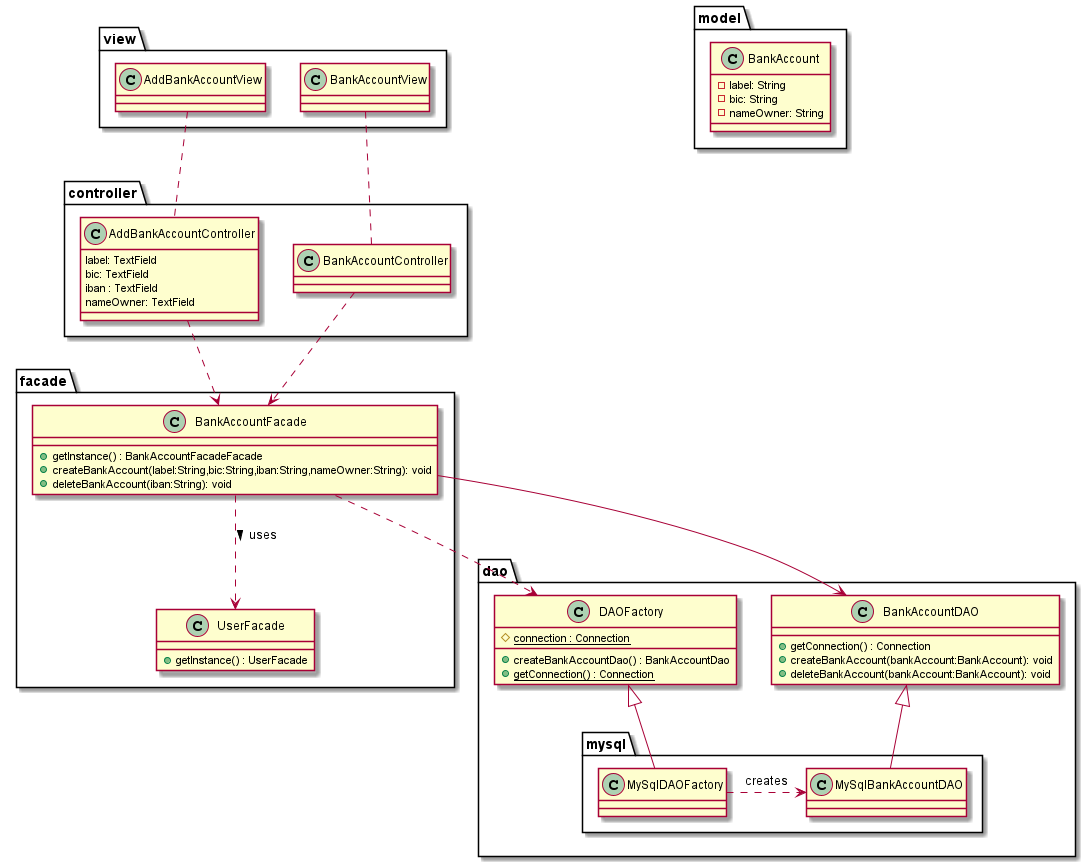 view
C AddBankAccountView
C BankAccountView
model
C BankAccount
label: String
bic: String
nameOwner: String
controller
C AddBankAccountController
label: TextField
bic: TextField
iban : TextField
nameOwner: TextField
C BankAccountController
facade
C BankAccountFacade
getInstance() : BankAccountFacadeFacade
createBankAccount(label:String,bic:String,iban:String,nameOwner:String): void
deleteBankAccount(iban:String): void
uses
C UserFacade
getInstance() : UserFacade
dao
C DAOFactory
connection : Connection
createBankAccountDao() : BankAccountDao
getConnection() : Connection
C BankAccountDAO
getConnection() : Connection
createBankAccount(bankAccount:BankAccount): void
deleteBankAccount(bankAccount:BankAccount): void
mysql
C MySqlDAOFactory
creates
C MySqlBankAccountDAO